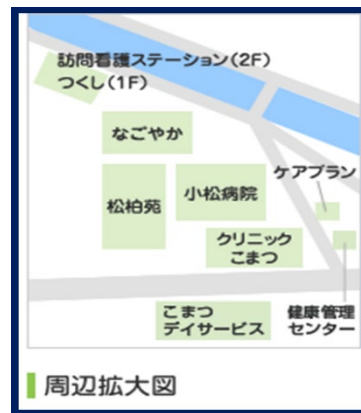 訪問看護ステーション(2F)
つくし(1F)
なごやか
ケアプラン
松柏苑
小松病院
クリニック
こまつ
こまつ
デイサービス
健康管理
センター
周辺拡大図